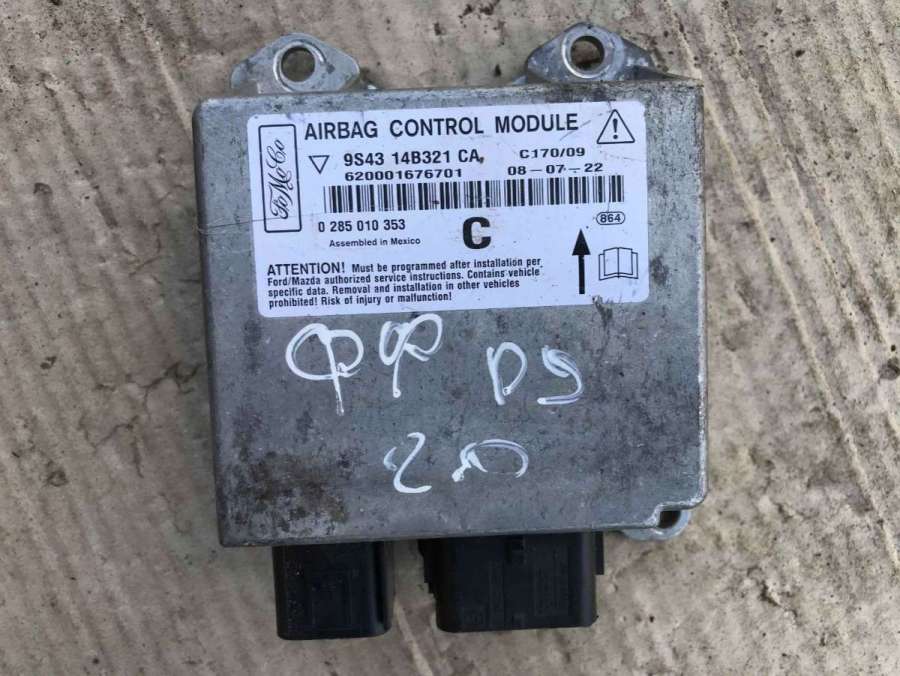 FoMoCo
AIRBAG CONTROL MODULE
9S43 14B321 CA, C170/09
620001676701 08-07-22
0 285 010 353 C 864
Assembled in Mexico
ATTENTION! Must be programmed after installation per
Ford/Mazda authorized service instructions. Contains vehicle
specific data. Removal and installation in other vehicles
prohibited! Risk of injury or malfunction!
ФФ 09
2.0